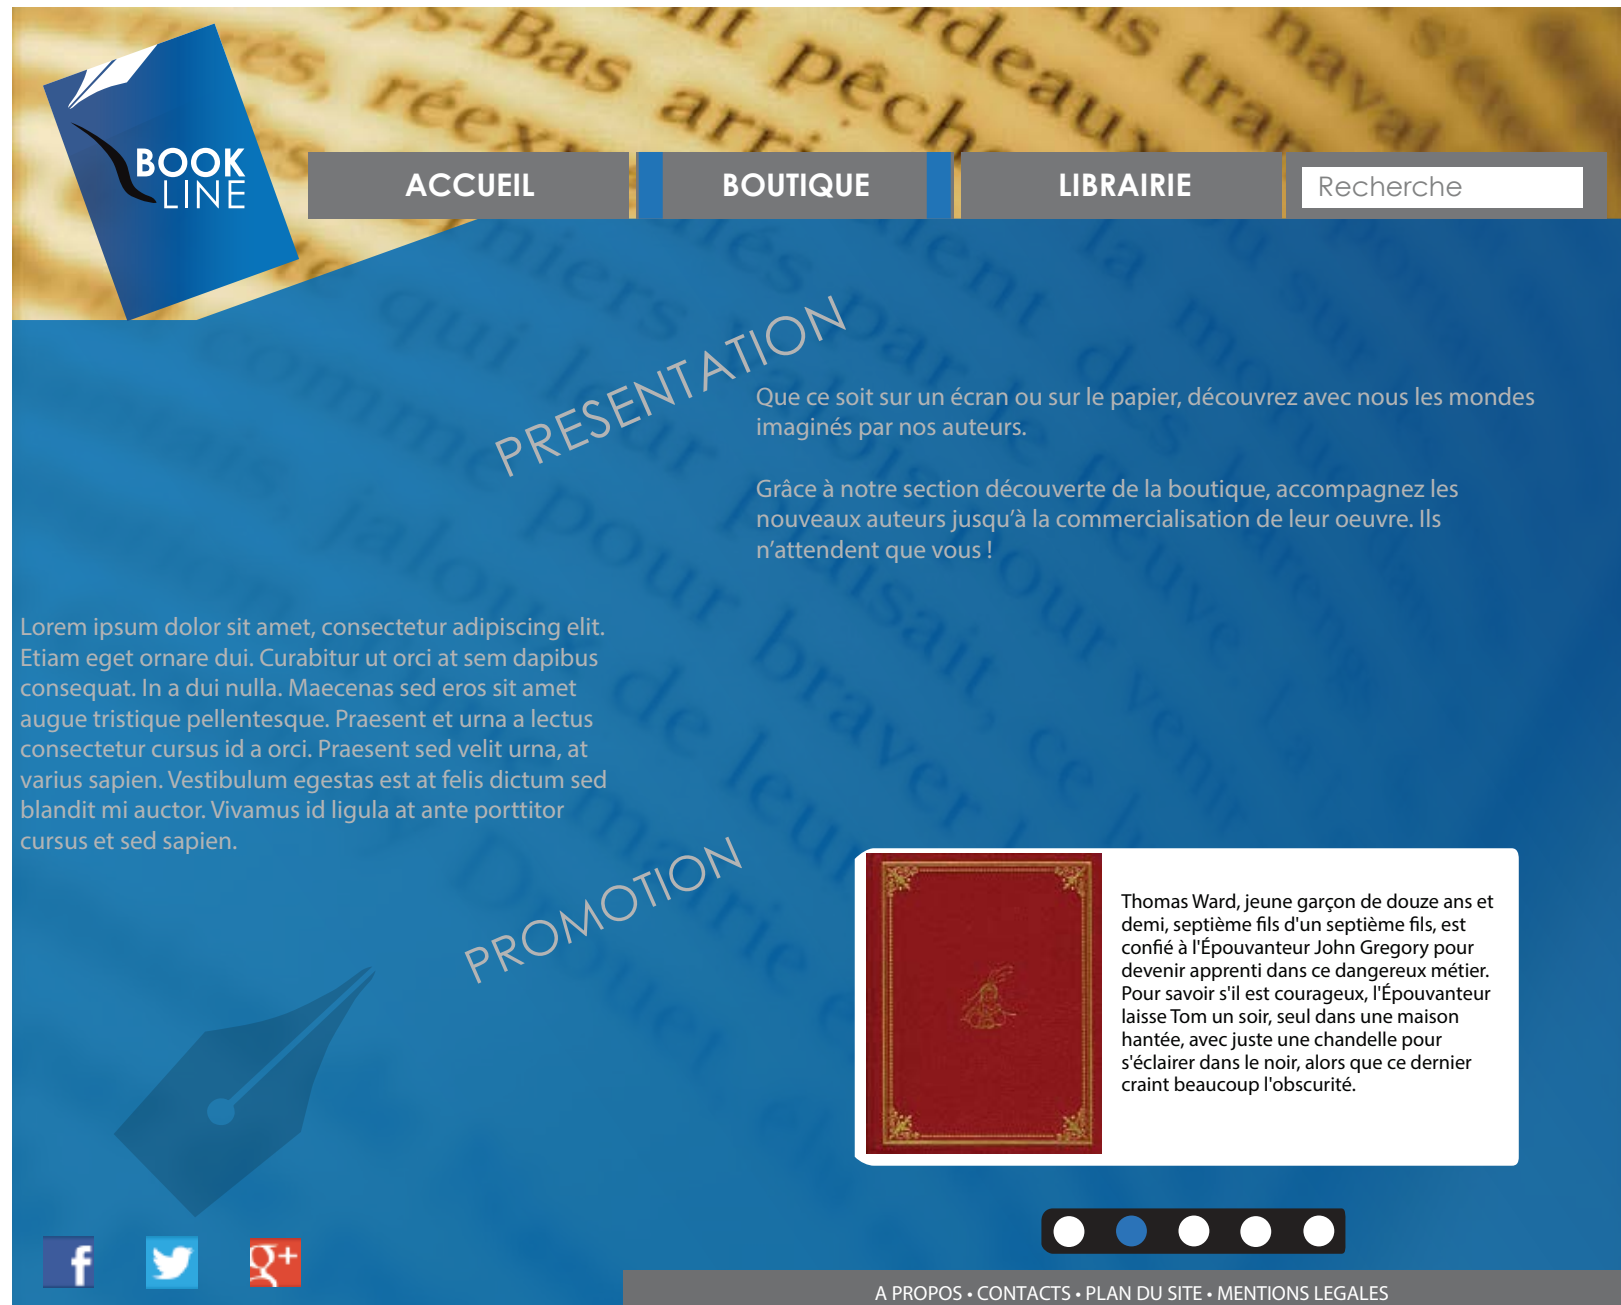 s-Bas
pêch
ordeaux
naval
réex
arri
BOOK
LINE
ACCUEIL
BOUTIQUE
LIBRAIRIE
Recherche
PRESENTATION
Que ce soit sur un écran ou sur le papier, découvrez avec nous les mondes
imaginés par nos auteurs.
Grâce à notre section découverte de la boutique, accompagnez les
nouveaux auteurs jusqu’à la commercialisation de leur oeuvre. Ils
n’attendent que vous !
Lorem ipsum dolor sit amet, consectetur adipiscing elit.
Etiam eget ornare dui. Curabitur ut orci at sem dapibus
consequat. In a dui nulla. Maecenas sed eros sit amet
augue tristique pellentesque. Praesent et urna a lectus
consectetur cursus id a orci. Praesent sed velit urna, at
varius sapien. Vestibulum egestas est at felis dictum sed
blandit mi auctor. Vivamus id ligula at ante porttitor
cursus et sed sapien.
PROMOTION
Thomas Ward, jeune garçon de douze ans et
demi, septième fils d'un septième fils, est
confié à l'Épouvanteur John Gregory pour
devenir apprenti dans ce dangereux métier.
Pour savoir s'il est courageux, l'Épouvanteur
laisse Tom un soir, seul dans une maison
hantée, avec juste une chandelle pour
s'éclairer dans le noir, alors que ce dernier
craint beaucoup l'obscurité.
A PROPOS • CONTACTS • PLAN DU SITE • MENTIONS LEGALES